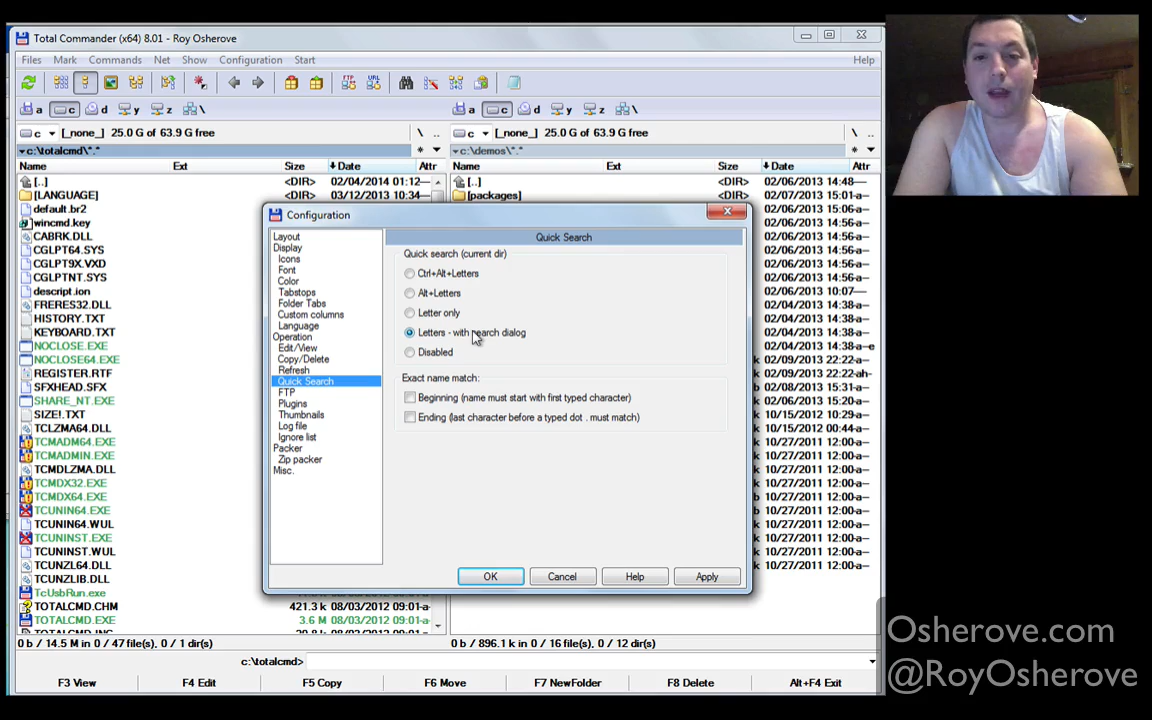 Total Commander (x64) 8.01 - Roy Osherove
Files Mark Commands Net Show Configuration Start Help
a c d y z \ a c d y z \
c [_none_] 25.0 G of 63.9 G free \ .. c [_none_] 25.0 G of 63.9 G free \ ..
c:\totalcmd\*.* * c:\demos\*.* *
Name Ext Size Date Attr Name Ext Size Date Attr
[..] <DIR> 02/04/2014 01:12 [..] <DIR> 02/06/2013 14:48
[LANGUAGE] <DIR> 03/12/2013 10:34 [packages] <DIR> 02/07/2013 15:01
default.br2 02/06/2013 15:06
wincmd.key 02/06/2013 15:06
CABRK.DLL 02/06/2013 14:56
CGLPT64.SYS 02/06/2013 14:56
CGLPT9X.VXD 02/06/2013 14:56
CGLPTNT.SYS 02/06/2013 14:56
descript.ion 02/06/2013 10:07
FRERES32.DLL 02/04/2013 14:38
HISTORY.TXT 02/04/2013 14:38
KEYBOARD.TXT 02/04/2013 14:38
NOCLOSE.EXE 02/04/2013 14:38
NOCLOSE64.EXE 02/09/2013 22:22
REGISTER.RTF 02/09/2013 22:22
SFXHEAD.SFX 02/08/2013 15:31
SHARE_NT.EXE 02/06/2013 15:20
SIZE!.TXT 10/15/2012 10:29
TCLZMA64.DLL 10/15/2012 00:44
TCMADM64.EXE 10/27/2011 12:00
TCMADMIN.EXE 10/27/2011 12:00
TCMDLZMA.DLL 10/27/2011 12:00
TCMDX32.EXE 10/27/2011 12:00
TCMDX64.EXE 10/27/2011 12:00
TCUNIN64.EXE 10/27/2011 12:00
TCUNIN64.WUL 10/27/2011 12:00
TCUNINST.EXE 10/27/2011 12:00
TCUNINST.WUL 10/27/2011 12:00
TCUNZL64.DLL 10/27/2011 12:00
TCUNZLIB.DLL
TcUsbRun.exe
TOTALCMD.CHM 421.3 k 08/03/2012 09:01
TOTALCMD.EXE 3.6 M 08/03/2012 09:01
0 b / 14.5 M in 0 / 47 file(s), 0 / 1 dir(s) 0 b / 896.1 k in 0 / 16 file(s), 0 / 12 dir(s)
c:\totalcmd>
F3 View F4 Edit F5 Copy F6 Move F7 NewFolder F8 Delete Alt+F4 Exit
Configuration
Layout
Display
Icons
Font
Color
Tabstops
Folder Tabs
Custom columns
Language
Operation
Edit/View
Copy/Delete
Refresh
Quick Search
FTP
Plugins
Thumbnails
Log file
Ignore list
Packer
Zip packer
Misc.
Quick Search
Quick search (current dir)
Ctrl+Alt+Letters
Alt+Letters
Letter only
Letters - with search dialog
Disabled
Exact name match:
Beginning (name must start with first typed character)
Ending (last character before a typed dot . must match)
OK Cancel Help Apply
Osherove.com
@RoyOsherove